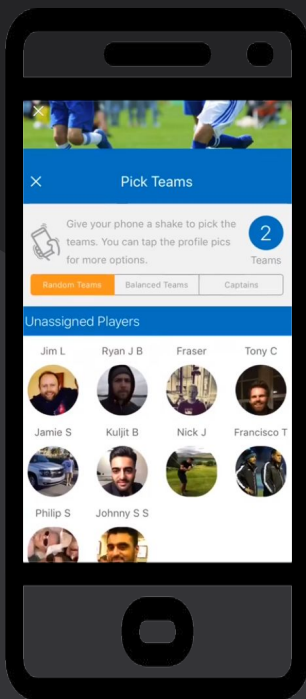 Pick Teams
Give your phone a shake to pick the
teams. You can tap the profile pics
for more options.
2
Teams
Random Teams Balanced Teams Captains
Unassigned Players
Jim L Ryan J B Fraser Tony C
Jamie S Kuljit B Nick J Francisco T
Philip S Johnny S S